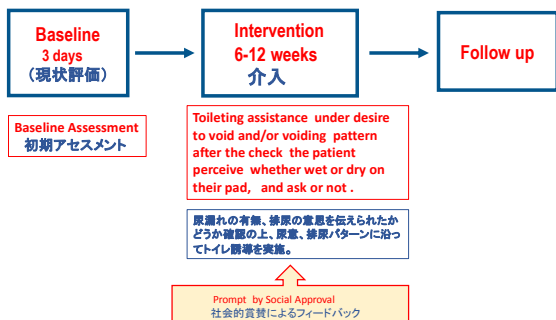 Baseline
3 days
（現状評価）
Intervention
6-12 weeks
介入
Follow up
Baseline Assessment
初期アセスメント
Toileting assistance under desire
to void and/or voiding pattern
after the check the patient
perceive whether wet or dry on
their pad, and ask or not .
尿漏れの有無、排尿の意思を伝えられたか
どうか確認の上、尿意、排尿パターンに沿っ
てトイレ誘導を実施。
Prompt by Social Approval
社会的賞賛によるフィードバック